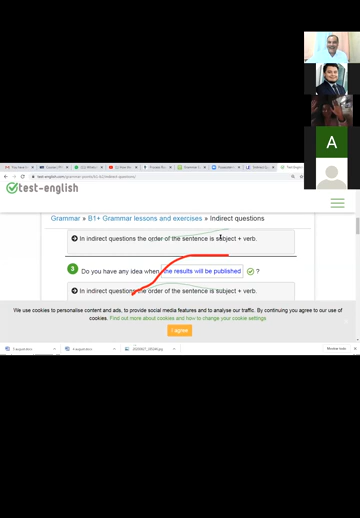 test-english
A
Grammar » B1+ Grammar lessons and exercises » Indirect questions
In indirect questions the order of the sentence is subject + verb.
3 Do you have any idea when the results will be published ?
In indirect questions the order of the sentence is subject + verb.
We use cookies to personalise content and ads, to provide social media features and to analyse our traffic. By continuing you agree to our use of
cookies. Find out more about cookies and how to change your cookie settings
I agree